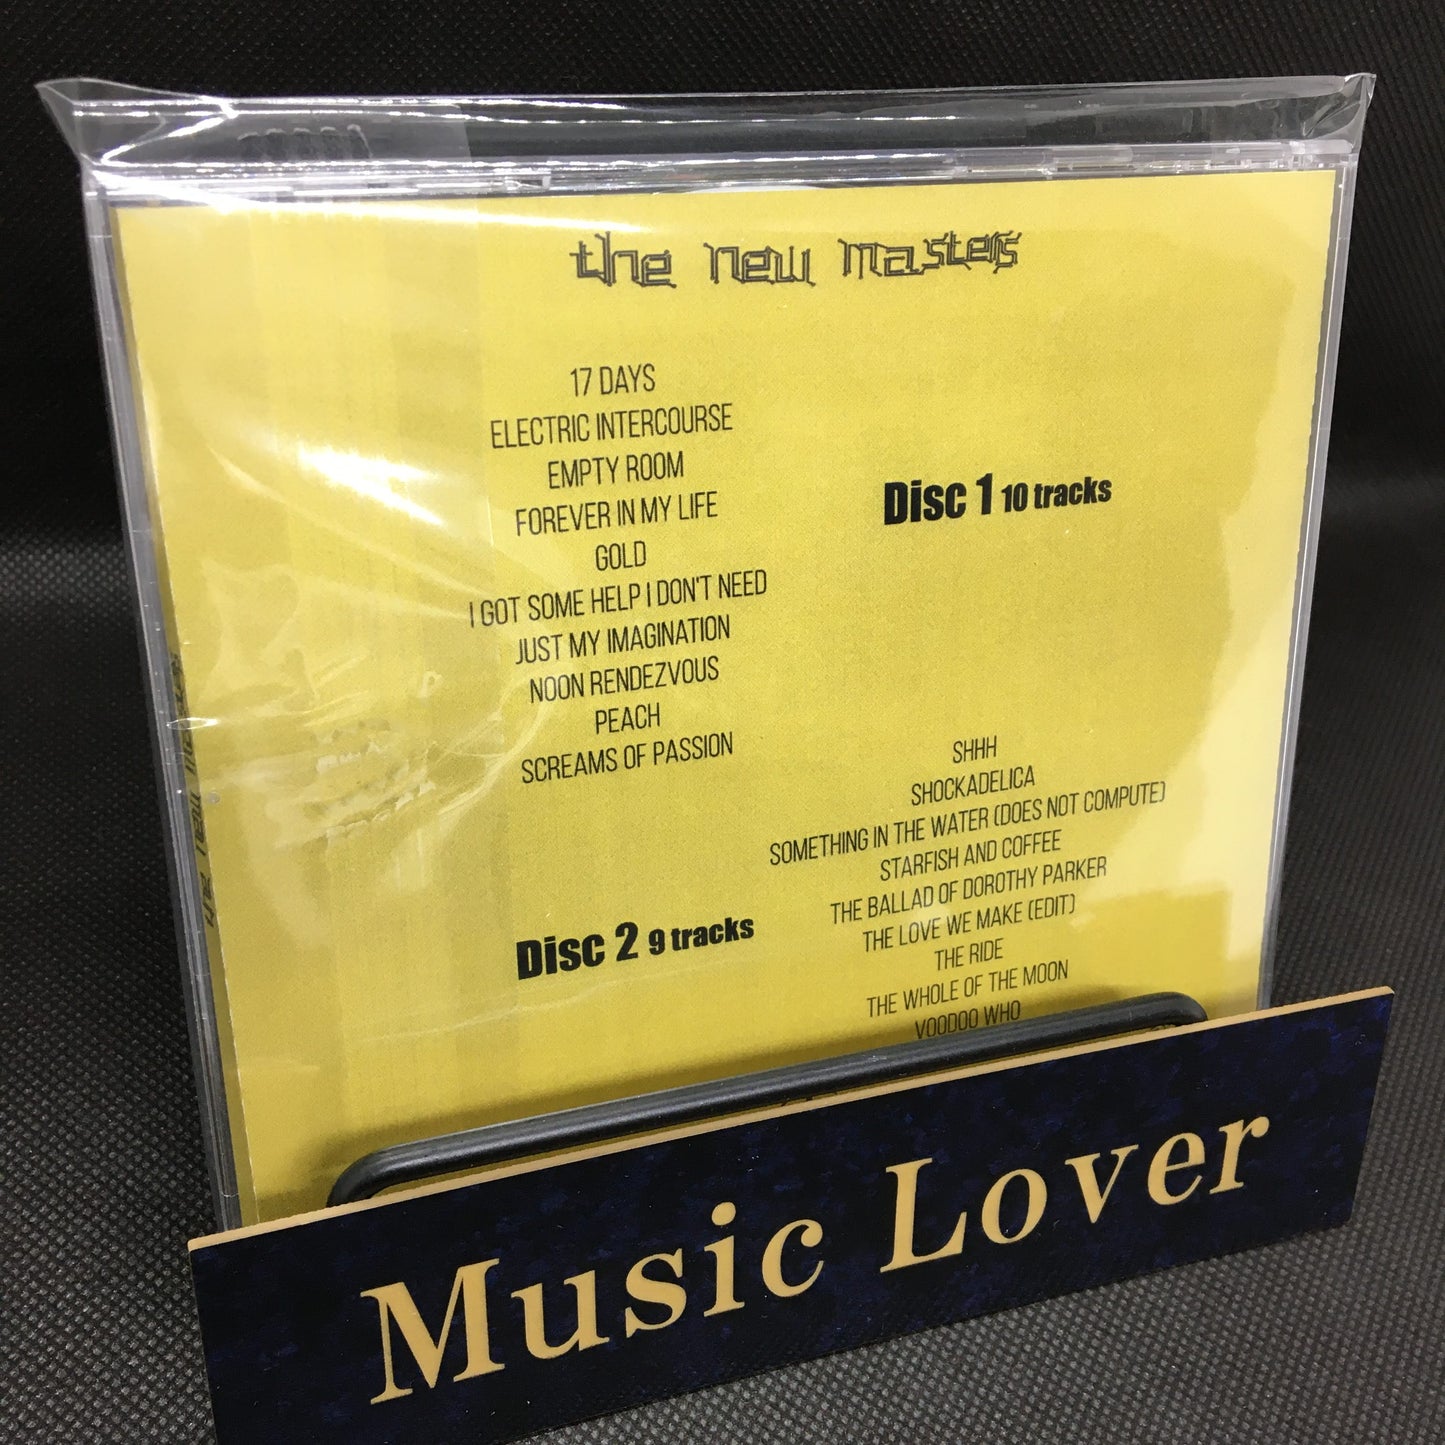 the new masters
17 DAYS
ELECTRIC INTERCOURSE
EMPTY ROOM
FOREVER IN MY LIFE
GOLD
I GOT SOME HELP I DON'T NEED
JUST MY IMAGINATION
NOON RENDEZVOUS
PEACH
SCREAMS OF PASSION
Disc 1 10 tracks
SHHH
SHOCKADELICA
SOMETHING IN THE WATER (DOES NOT COMPUTE)
STARFISH AND COFFEE
THE BALLAD OF DOROTHY PARKER
THE LOVE WE MAKE (EDIT)
THE RIDE
THE WHOLE OF THE MOON
VOODOO WHO
Disc 2 9 tracks
the new masters
Music Lover